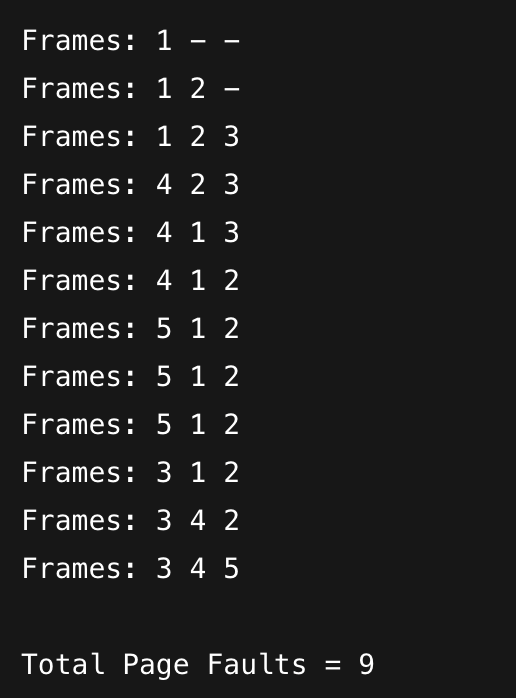 Frames: 1 − −
Frames: 1 2 −
Frames: 1 2 3
Frames: 4 2 3
Frames: 4 1 3
Frames: 4 1 2
Frames: 5 1 2
Frames: 5 1 2
Frames: 5 1 2
Frames: 3 1 2
Frames: 3 4 2
Frames: 3 4 5
Total Page Faults = 9